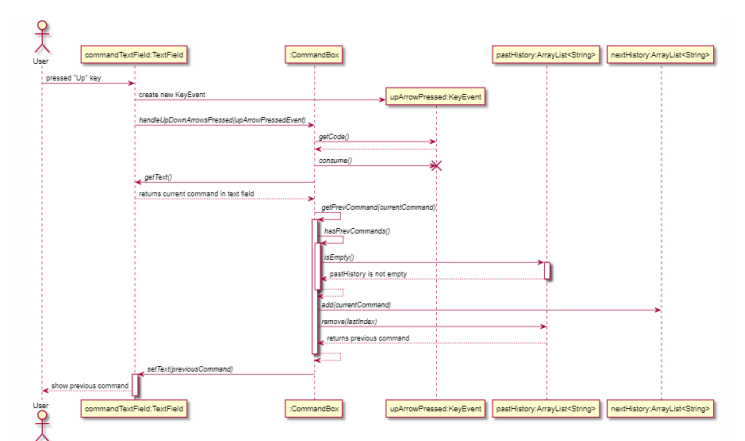 User
commandTextField:TextField
:CommandBox
pastHistory:ArrayList<String>
nextHistory:ArrayList<String>
pressed "Up" key
create new KeyEvent
upArrowPressed:KeyEvent
handleUpDownArrowsPressed(upArrowPressedEvent)
getCode()
consume()
getText()
returns current command in text field
getPrevCommand(currentCommand)
hasPrevCommands()
isEmpty()
pastHistory is not empty
add(currentCommand)
remove(lastIndex)
returns previous command
setText(previousCommand)
show previous command
User
commandTextField:TextField
:CommandBox
upArrowPressed:KeyEvent
pastHistory:ArrayList<String>
nextHistory:ArrayList<String>